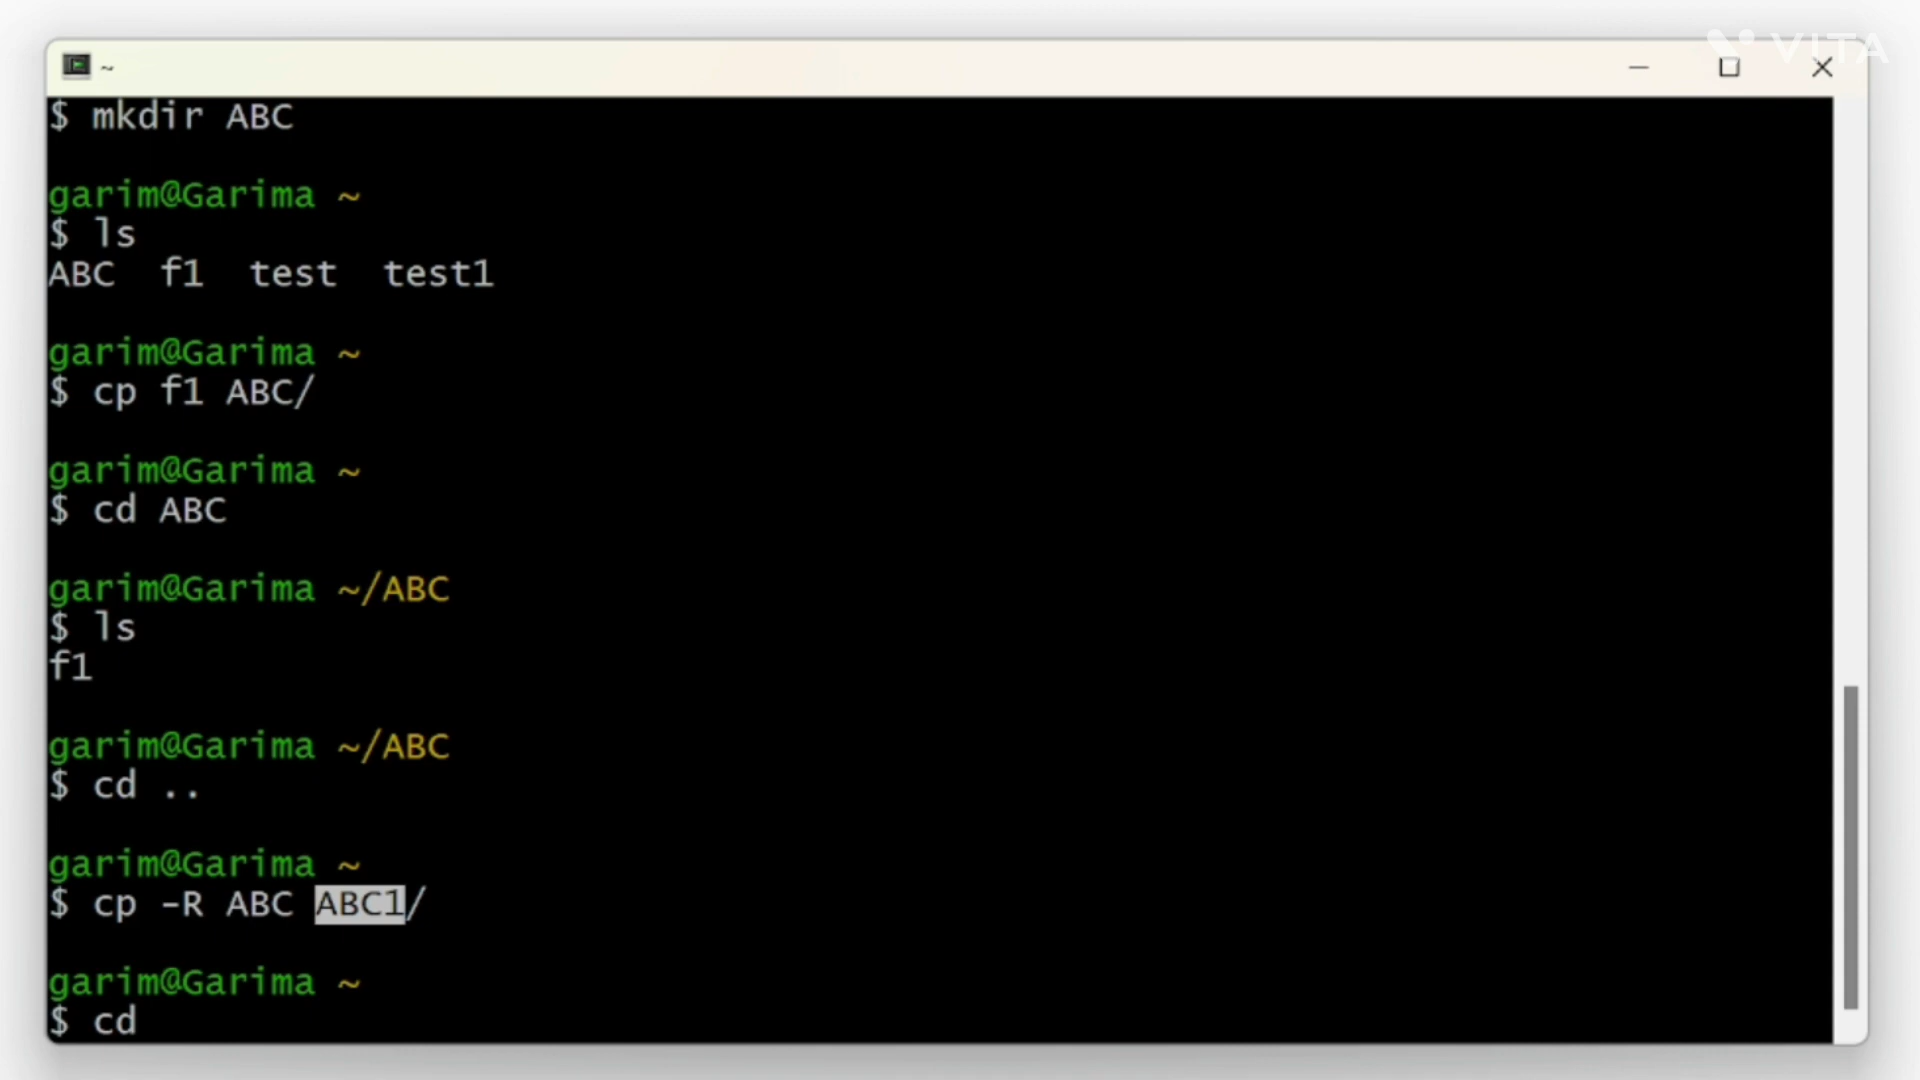 VITA
~
$ mkdir ABC
garim@Garima ~
$ ls
ABC f1 test test1
garim@Garima ~
$ cp f1 ABC/
garim@Garima ~
$ cd ABC
garim@Garima ~/ABC
$ ls
f1
garim@Garima ~/ABC
$ cd ..
garim@Garima ~
$ cp -R ABC ABC1/
garim@Garima ~
$ cd